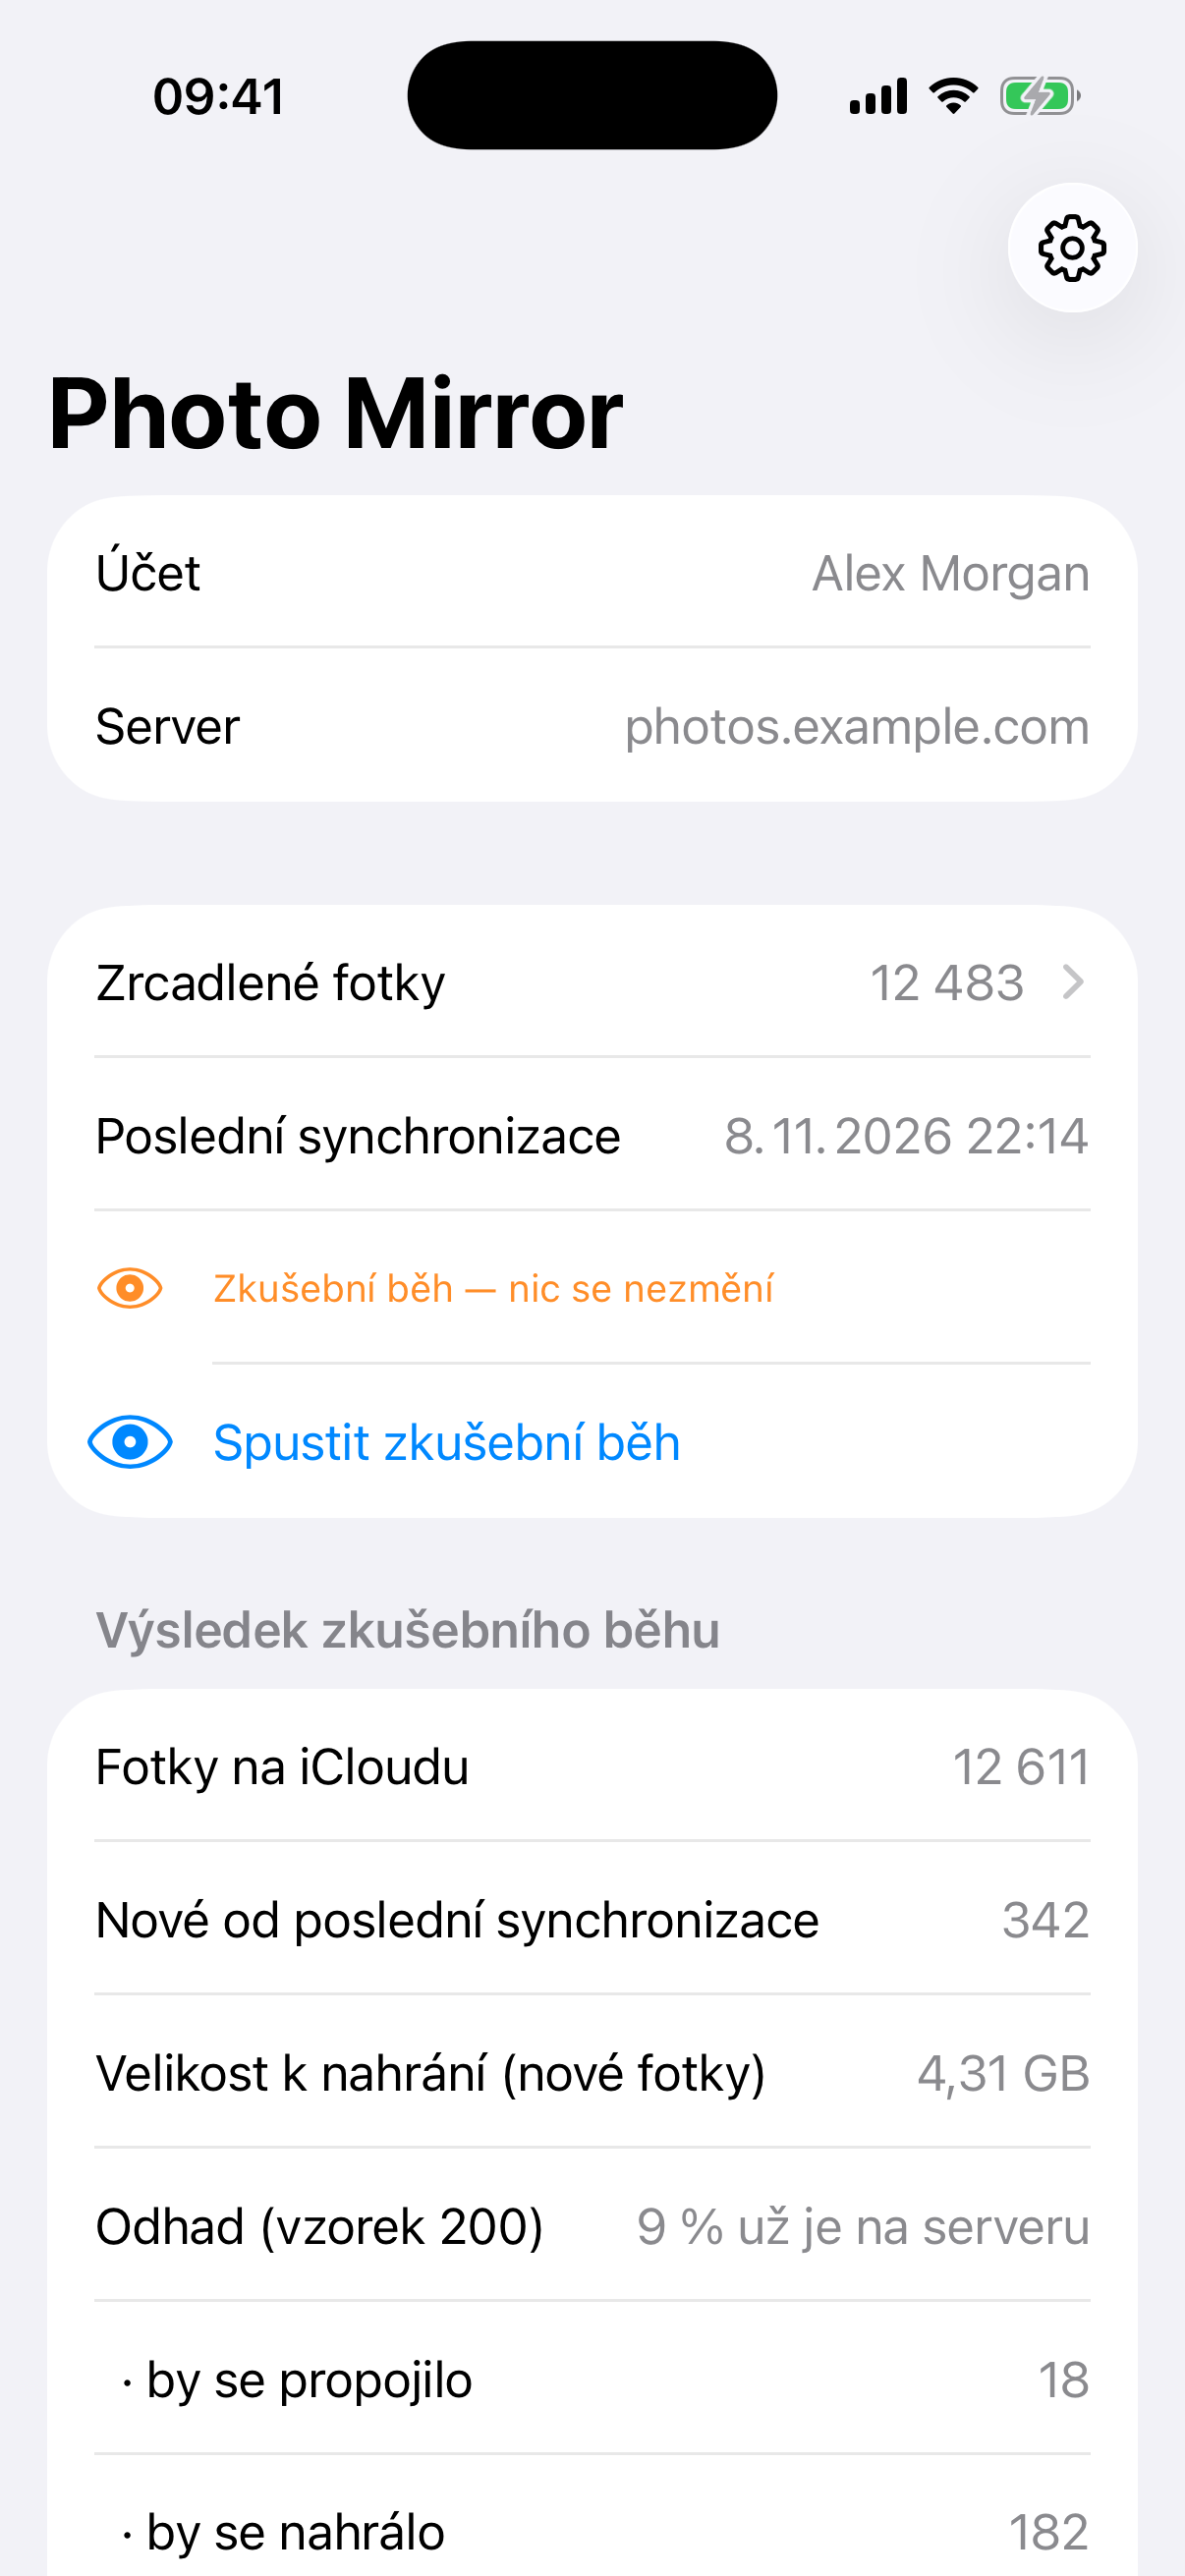 09:41
Photo Mirror
Účet Alex Morgan
Server photos.example.com
Zrcadlené fotky 12 483
Poslední synchronizace 8. 11. 2026 22:14
Zkušební běh — nic se nezmění
Spustit zkušební běh
Výsledek zkušebního běhu
Fotky na iCloudu 12 611
Nové od poslední synchronizace 342
Velikost k nahrání (nové fotky) 4,31 GB
Odhad (vzorek 200) 9 % už je na serveru
· by se propojilo 18
· by se nahrálo 182